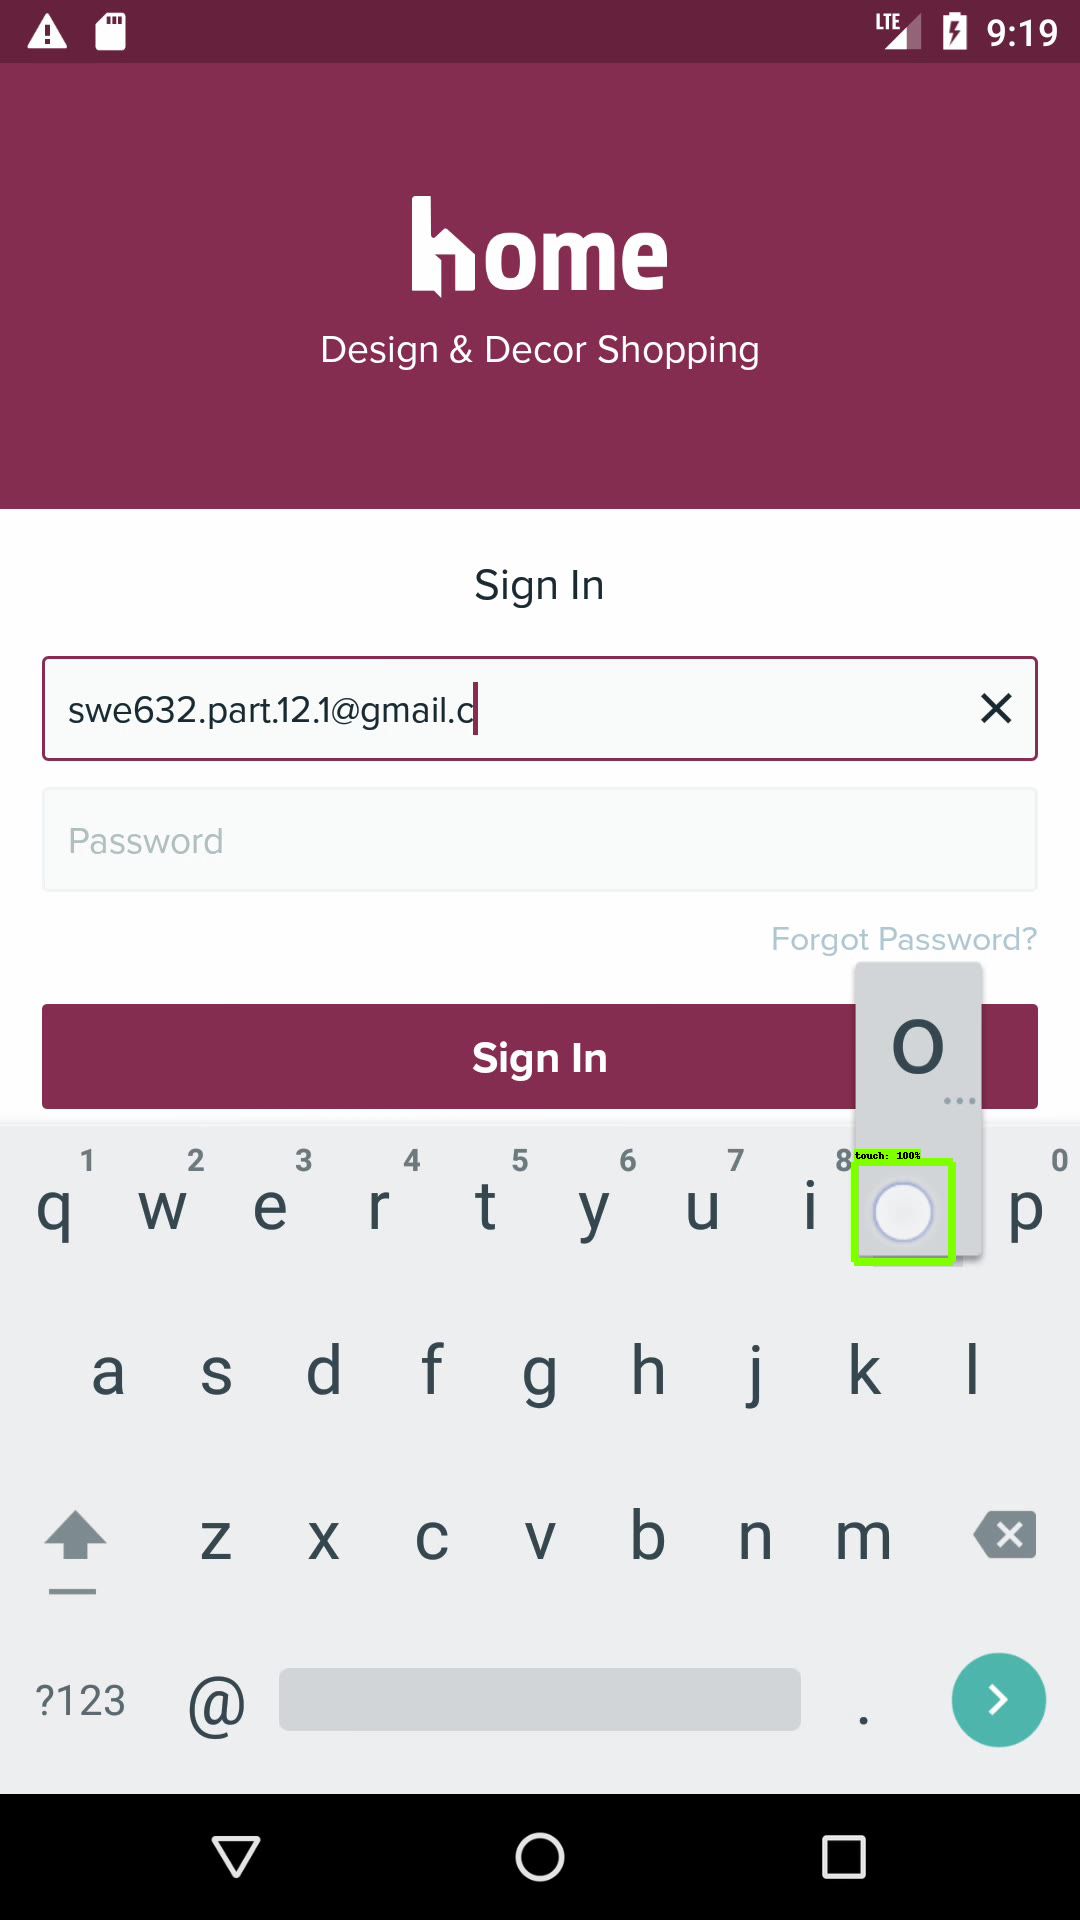 LTE 9:19
home
Design & Decor Shopping
Sign In
swe632.part.12.1@gmail.c
Password
Forgot Password?
Sign In
o
...
touch: 100%
1 2 3 4 5 6 7 8 0
q w e r t y u i p
a s d f g h j k l
z x c v b n m
?123 @ .